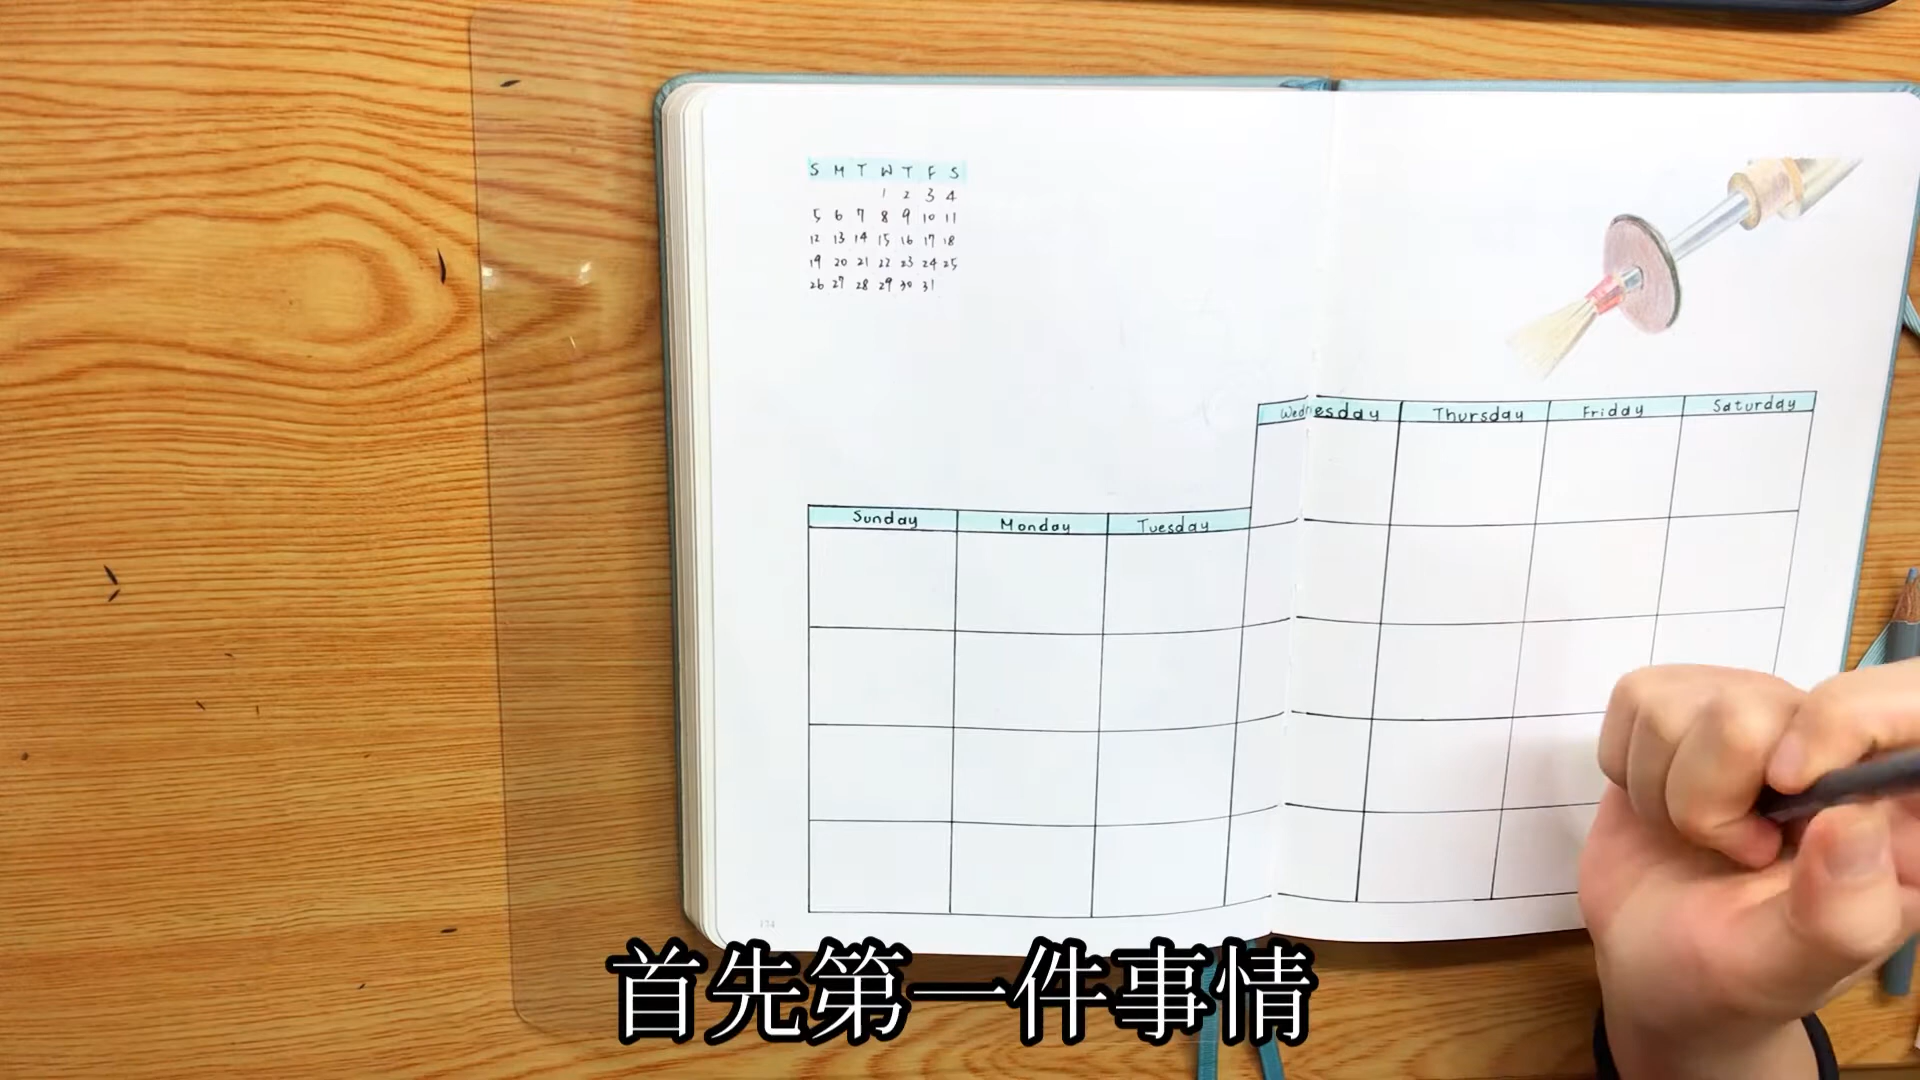 S M T W T F S
1 2 3 4
5 6 7 8 9 10 11
12 13 14 15 16 17 18
19 20 21 22 23 24 25
26 27 28 29 30 31
Wednesday Thursday Friday Saturday
Sunday Monday Tuesday
174
首先第一件事情